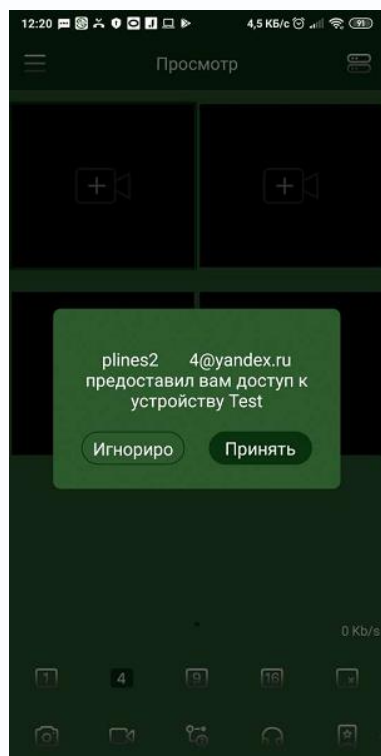 12:20 4,5 КБ/с 91
Просмотр
plines2 4@yandex.ru
предоставил вам доступ к
устройству Test
Игнориро Принять
0 Kb/s
1 4 9 16